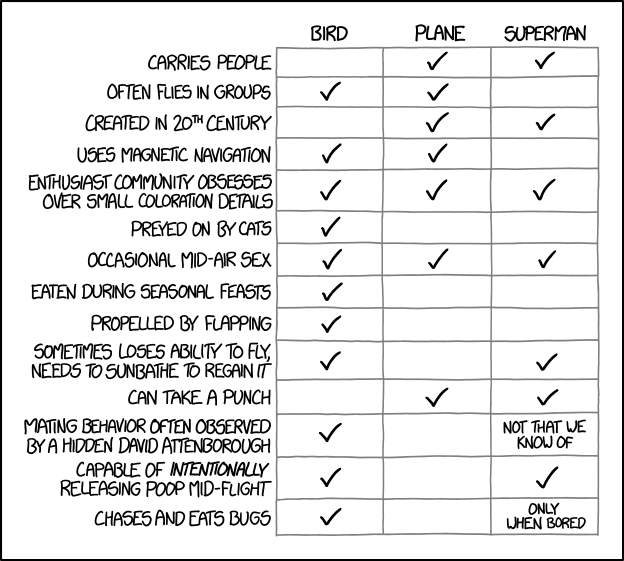 BIRD PLANE SUPERMAN
CARRIES PEOPLE ✓ ✓
OFTEN FLIES IN GROUPS ✓ ✓
CREATED IN 20TH CENTURY ✓ ✓
USES MAGNETIC NAVIGATION ✓ ✓
ENTHUSIAST COMMUNITY OBSESSES
OVER SMALL COLORATION DETAILS ✓ ✓ ✓
PREYED ON BY CATS ✓
OCCASIONAL MID-AIR SEX ✓ ✓ ✓
EATEN DURING SEASONAL FEASTS ✓
PROPELLED BY FLAPPING ✓
SOMETIMES LOSES ABILITY TO FLY,
NEEDS TO SUNBATHE TO REGAIN IT ✓ ✓
CAN TAKE A PUNCH ✓ ✓
MATING BEHAVIOR OFTEN OBSERVED
BY A HIDDEN DAVID ATTENBOROUGH ✓
NOT THAT WE
KNOW OF
CAPABLE OF INTENTIONALLY
RELEASING POOP MID-FLIGHT ✓ ✓
CHASES AND EATS BUGS ✓
ONLY
WHEN BORED